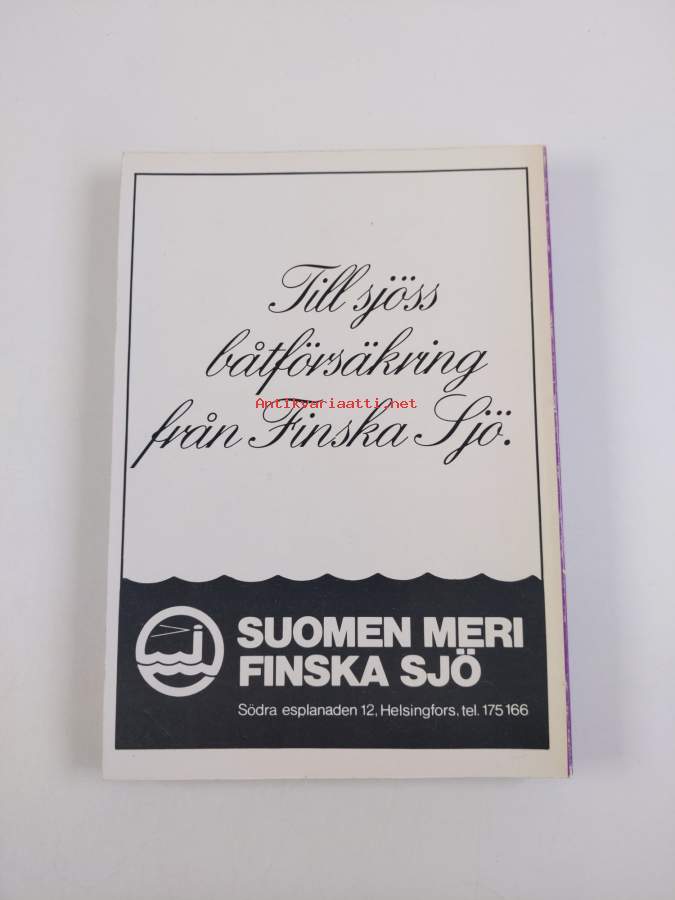 Till sjöss
båtförsäkring
Antikvariaatti.net
från Finska Sjö.
SUOMEN MERI
FINSKA SJÖ
Södra esplanaden 12, Helsingfors, tel. 175 166